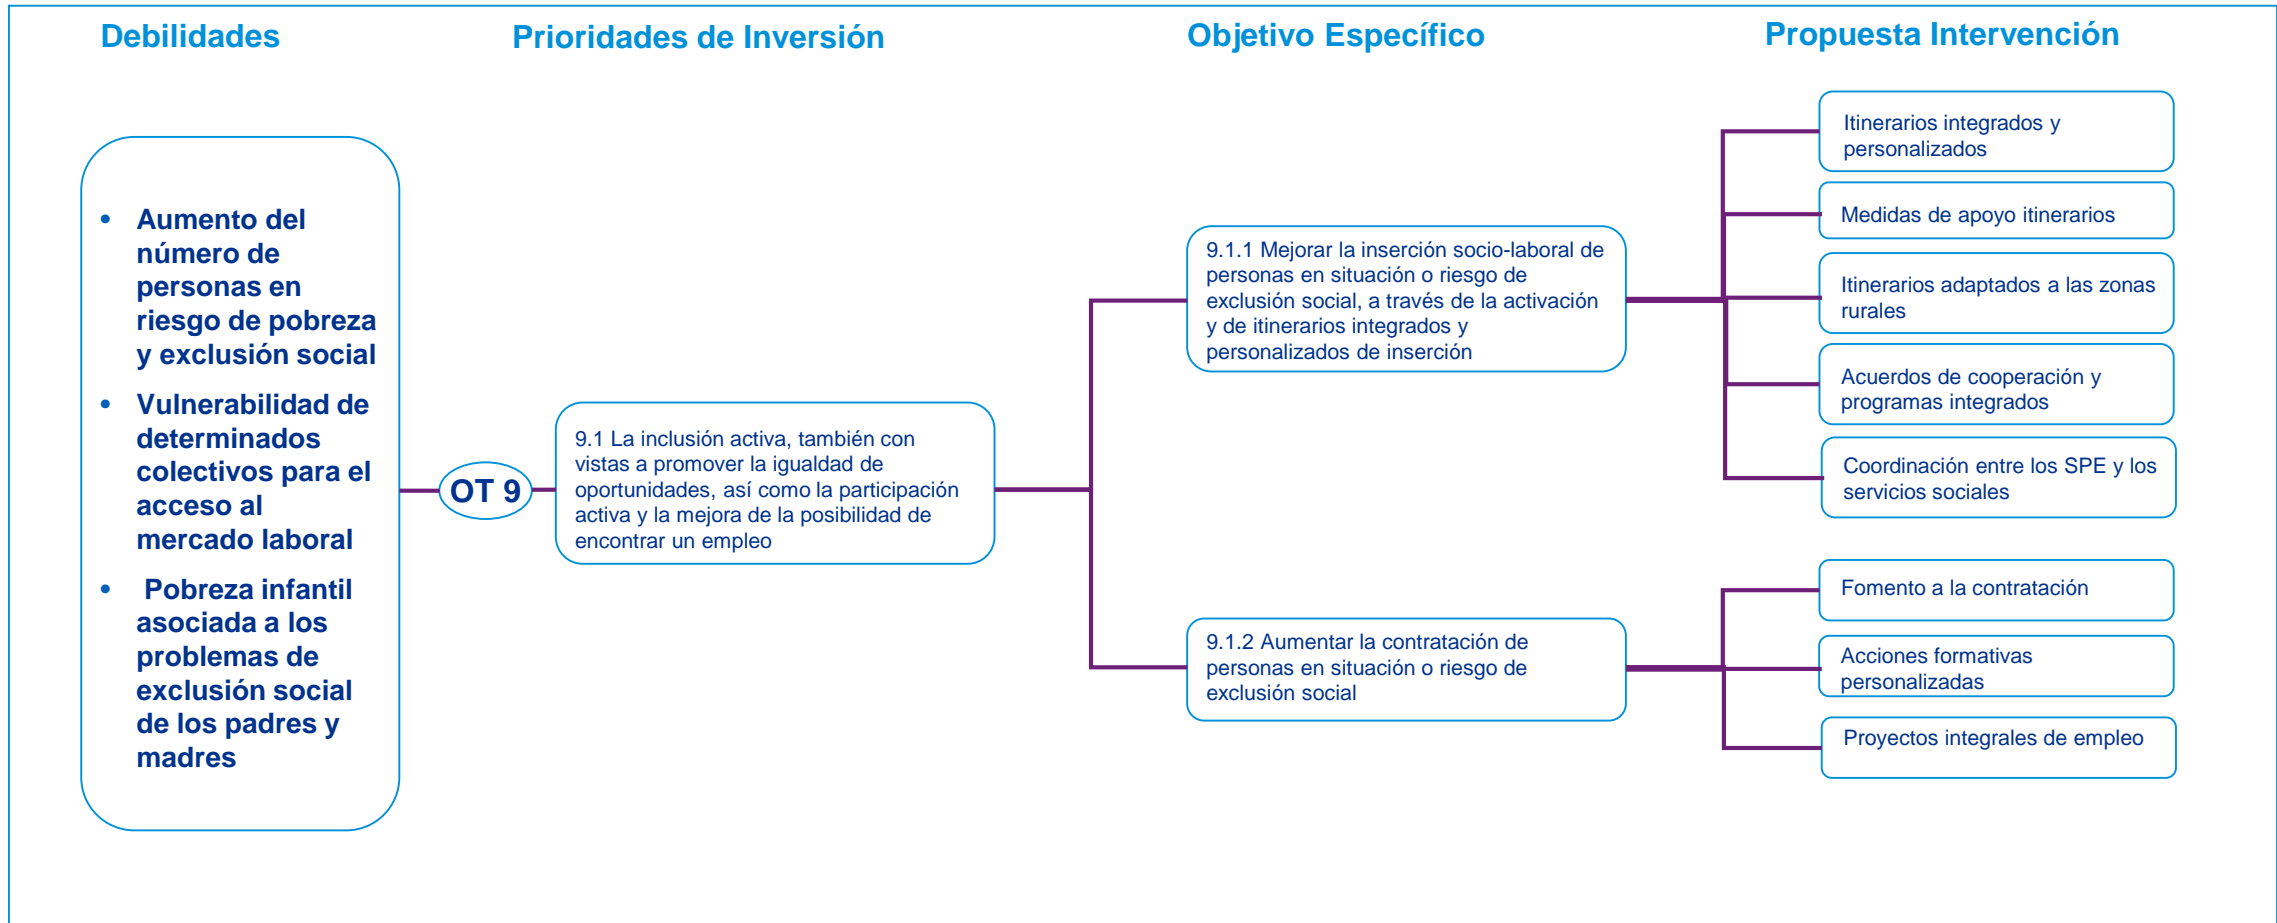 Debilidades
Prioridades de Inversión
Objetivo Específico
Propuesta Intervención
• Aumento del
número de
personas en
riesgo de pobreza
y exclusión social
• Vulnerabilidad de
determinados
colectivos para el
acceso al
mercado laboral
• Pobreza infantil
asociada a los
problemas de
exclusión social
de los padres y
madres
OT 9
9.1 La inclusión activa, también con
vistas a promover la igualdad de
oportunidades, así como la participación
activa y la mejora de la posibilidad de
encontrar un empleo
9.1.1 Mejorar la inserción socio-laboral de
personas en situación o riesgo de
exclusión social, a través de la activación
y de itinerarios integrados y
personalizados de inserción
Itinerarios integrados y
personalizados
Medidas de apoyo itinerarios
Itinerarios adaptados a las zonas
rurales
Acuerdos de cooperación y
programas integrados
Coordinación entre los SPE y los
servicios sociales
9.1.2 Aumentar la contratación de
personas en situación o riesgo de
exclusión social
Fomento a la contratación
Acciones formativas
personalizadas
Proyectos integrales de empleo